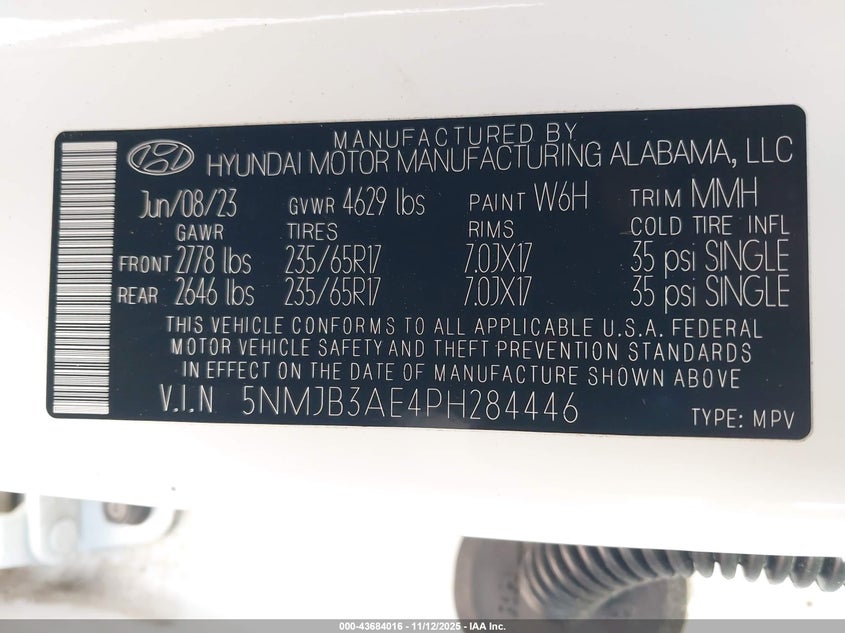 MANUFACTURED BY
HYUNDAI MOTOR MANUFACTURING ALABAMA, LLC
Jun/08/23 GVWR 4629 lbs PAINT W6H TRIM MMH
GAWR TIRES RIMS COLD TIRE INFL
FRONT 2778 lbs 235/65R17 7.0JX17 35 psi SINGLE
REAR 2646 lbs 235/65R17 7.0JX17 35 psi SINGLE
THIS VEHICLE CONFORMS TO ALL APPLICABLE U.S.A. FEDERAL
MOTOR VEHICLE SAFETY AND THEFT PREVENTION STANDARDS
IN EFFECT ON THE DATE OF MANUFACTURE SHOWN ABOVE
V.I.N 5NMJB3AE4PH284446 TYPE: MPV
000-43684016 - 11/12/2025 - IAA Inc.